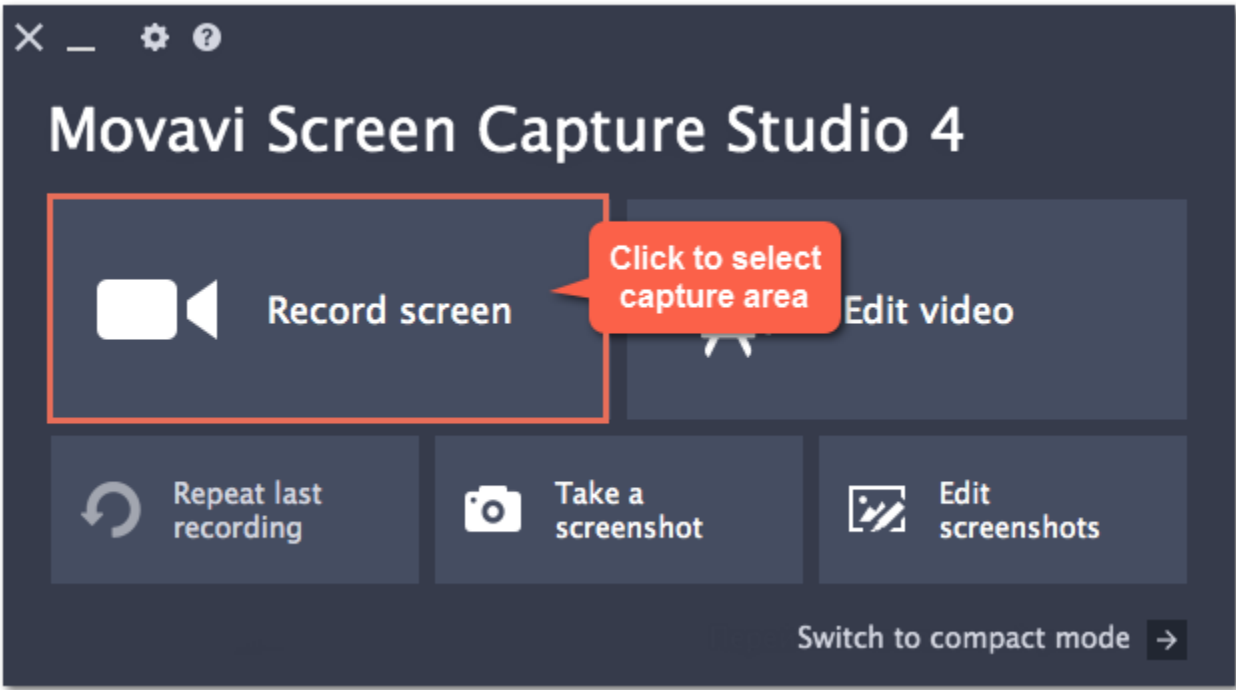 Movavi Screen Capture Studio 4
Record screen
Click to select
capture area
Edit video
Repeat last
recording
Take a
screenshot
Edit
screenshots
Switch to compact mode